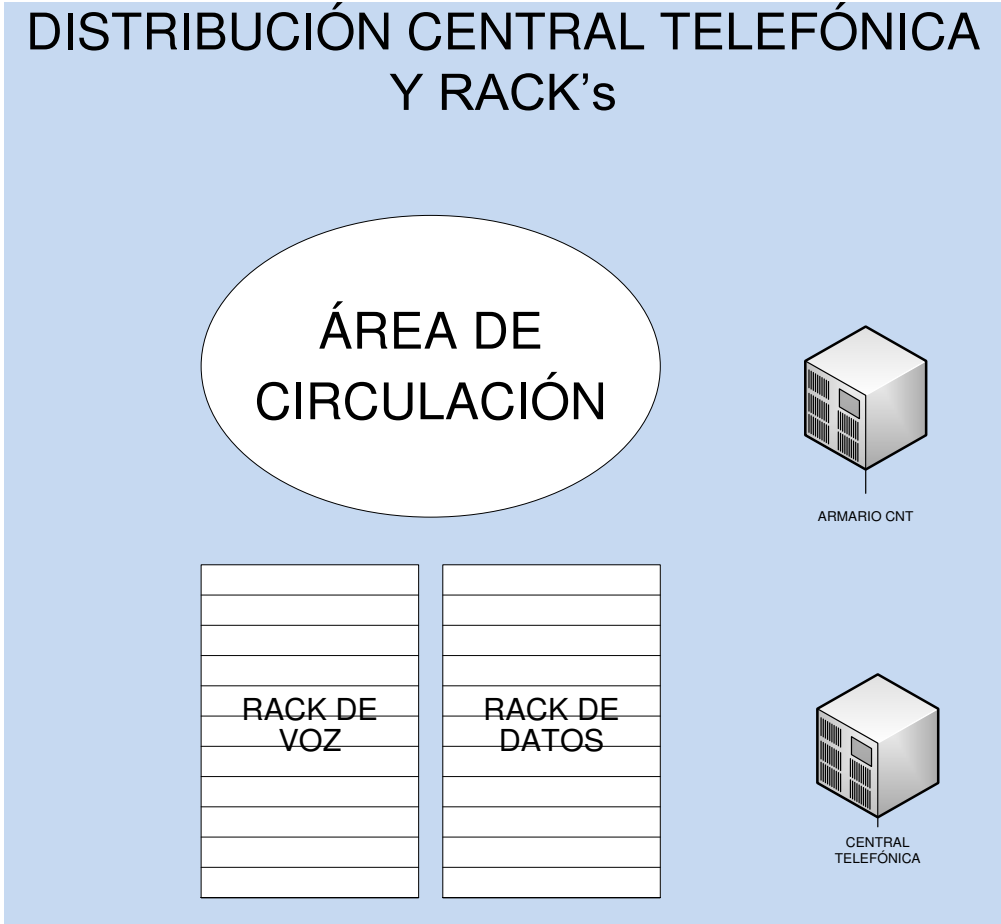 DISTRIBUCIÓN CENTRAL TELEFÓNICA
Y RACK's
ÁREA DE
CIRCULACIÓN
ARMARIO CNT
RACK DE
VOZ
RACK DE
DATOS
CENTRAL
TELEFÓNICA